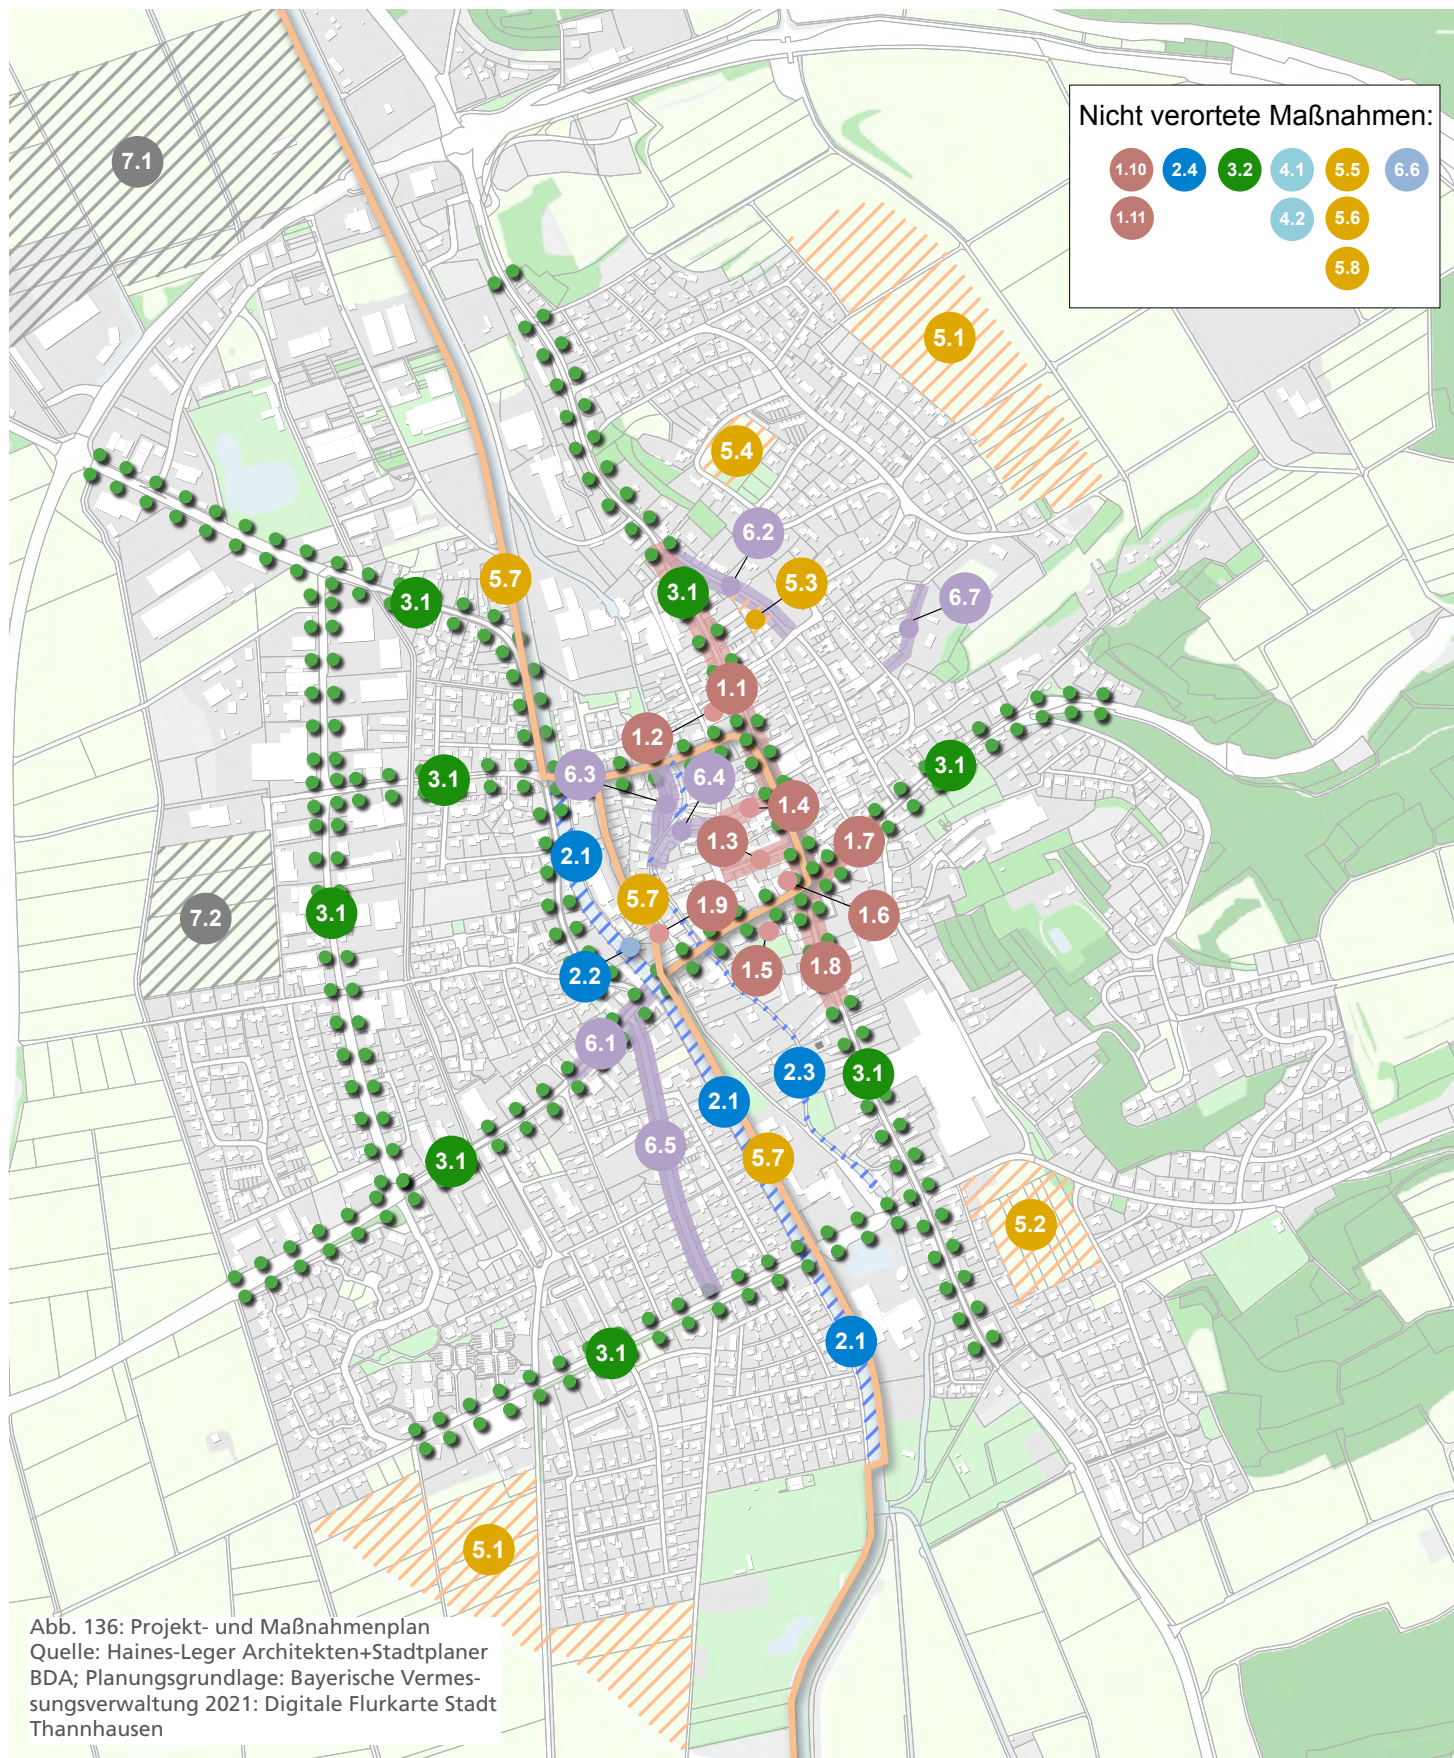 Nicht verortete Maßnahmen:
1.10 2.4 3.2 4.1 5.5 6.6
1.11 4.2 5.6
5.8
7.1
5.1
5.4
6.2
5.7 5.3
3.1 3.1 6.7
1.1
1.2
6.3 3.1 6.4 3.1
1.4
2.1 1.3 1.7
5.7 1.9
7.2 3.1 1.6
2.2 1.5 1.8
6.1
2.3 3.1
2.1
3.1 6.5 5.7
5.2
3.1 2.1
5.1
Abb. 136: Projekt- und Maßnahmenplan
Quelle: Haines-Leger Architekten+Stadtplaner
BDA; Planungsgrundlage: Bayerische Vermes-
sungsverwaltung 2021: Digitale Flurkarte Stadt
Thannhausen